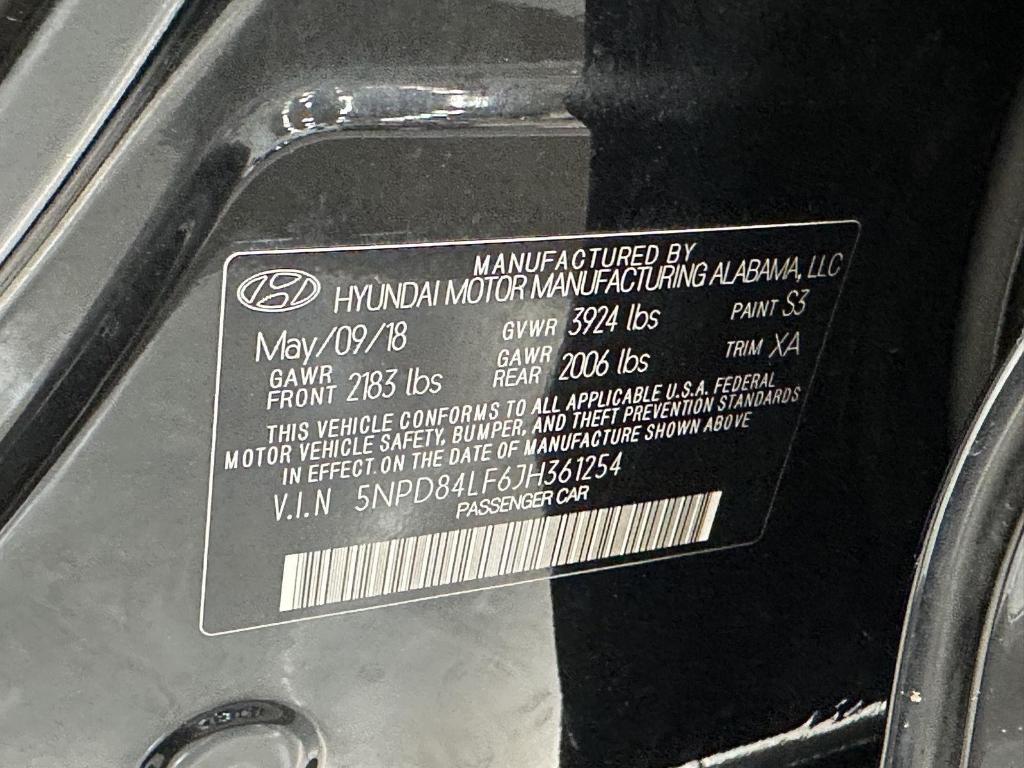 MANUFACTURED BY
HYUNDAI MOTOR MANUFACTURING ALABAMA, LLC
May/09/18 GVWR 3924 lbs PAINT S3
GAWR FRONT 2183 lbs GAWR REAR 2006 lbs TRIM XA
THIS VEHICLE CONFORMS TO ALL APPLICABLE U.S.A. FEDERAL
MOTOR VEHICLE SAFETY, BUMPER, AND THEFT PREVENTION STANDARDS
IN EFFECT ON THE DATE OF MANUFACTURE SHOWN ABOVE
V.I.N 5NPD84LF6JH361254
PASSENGER CAR